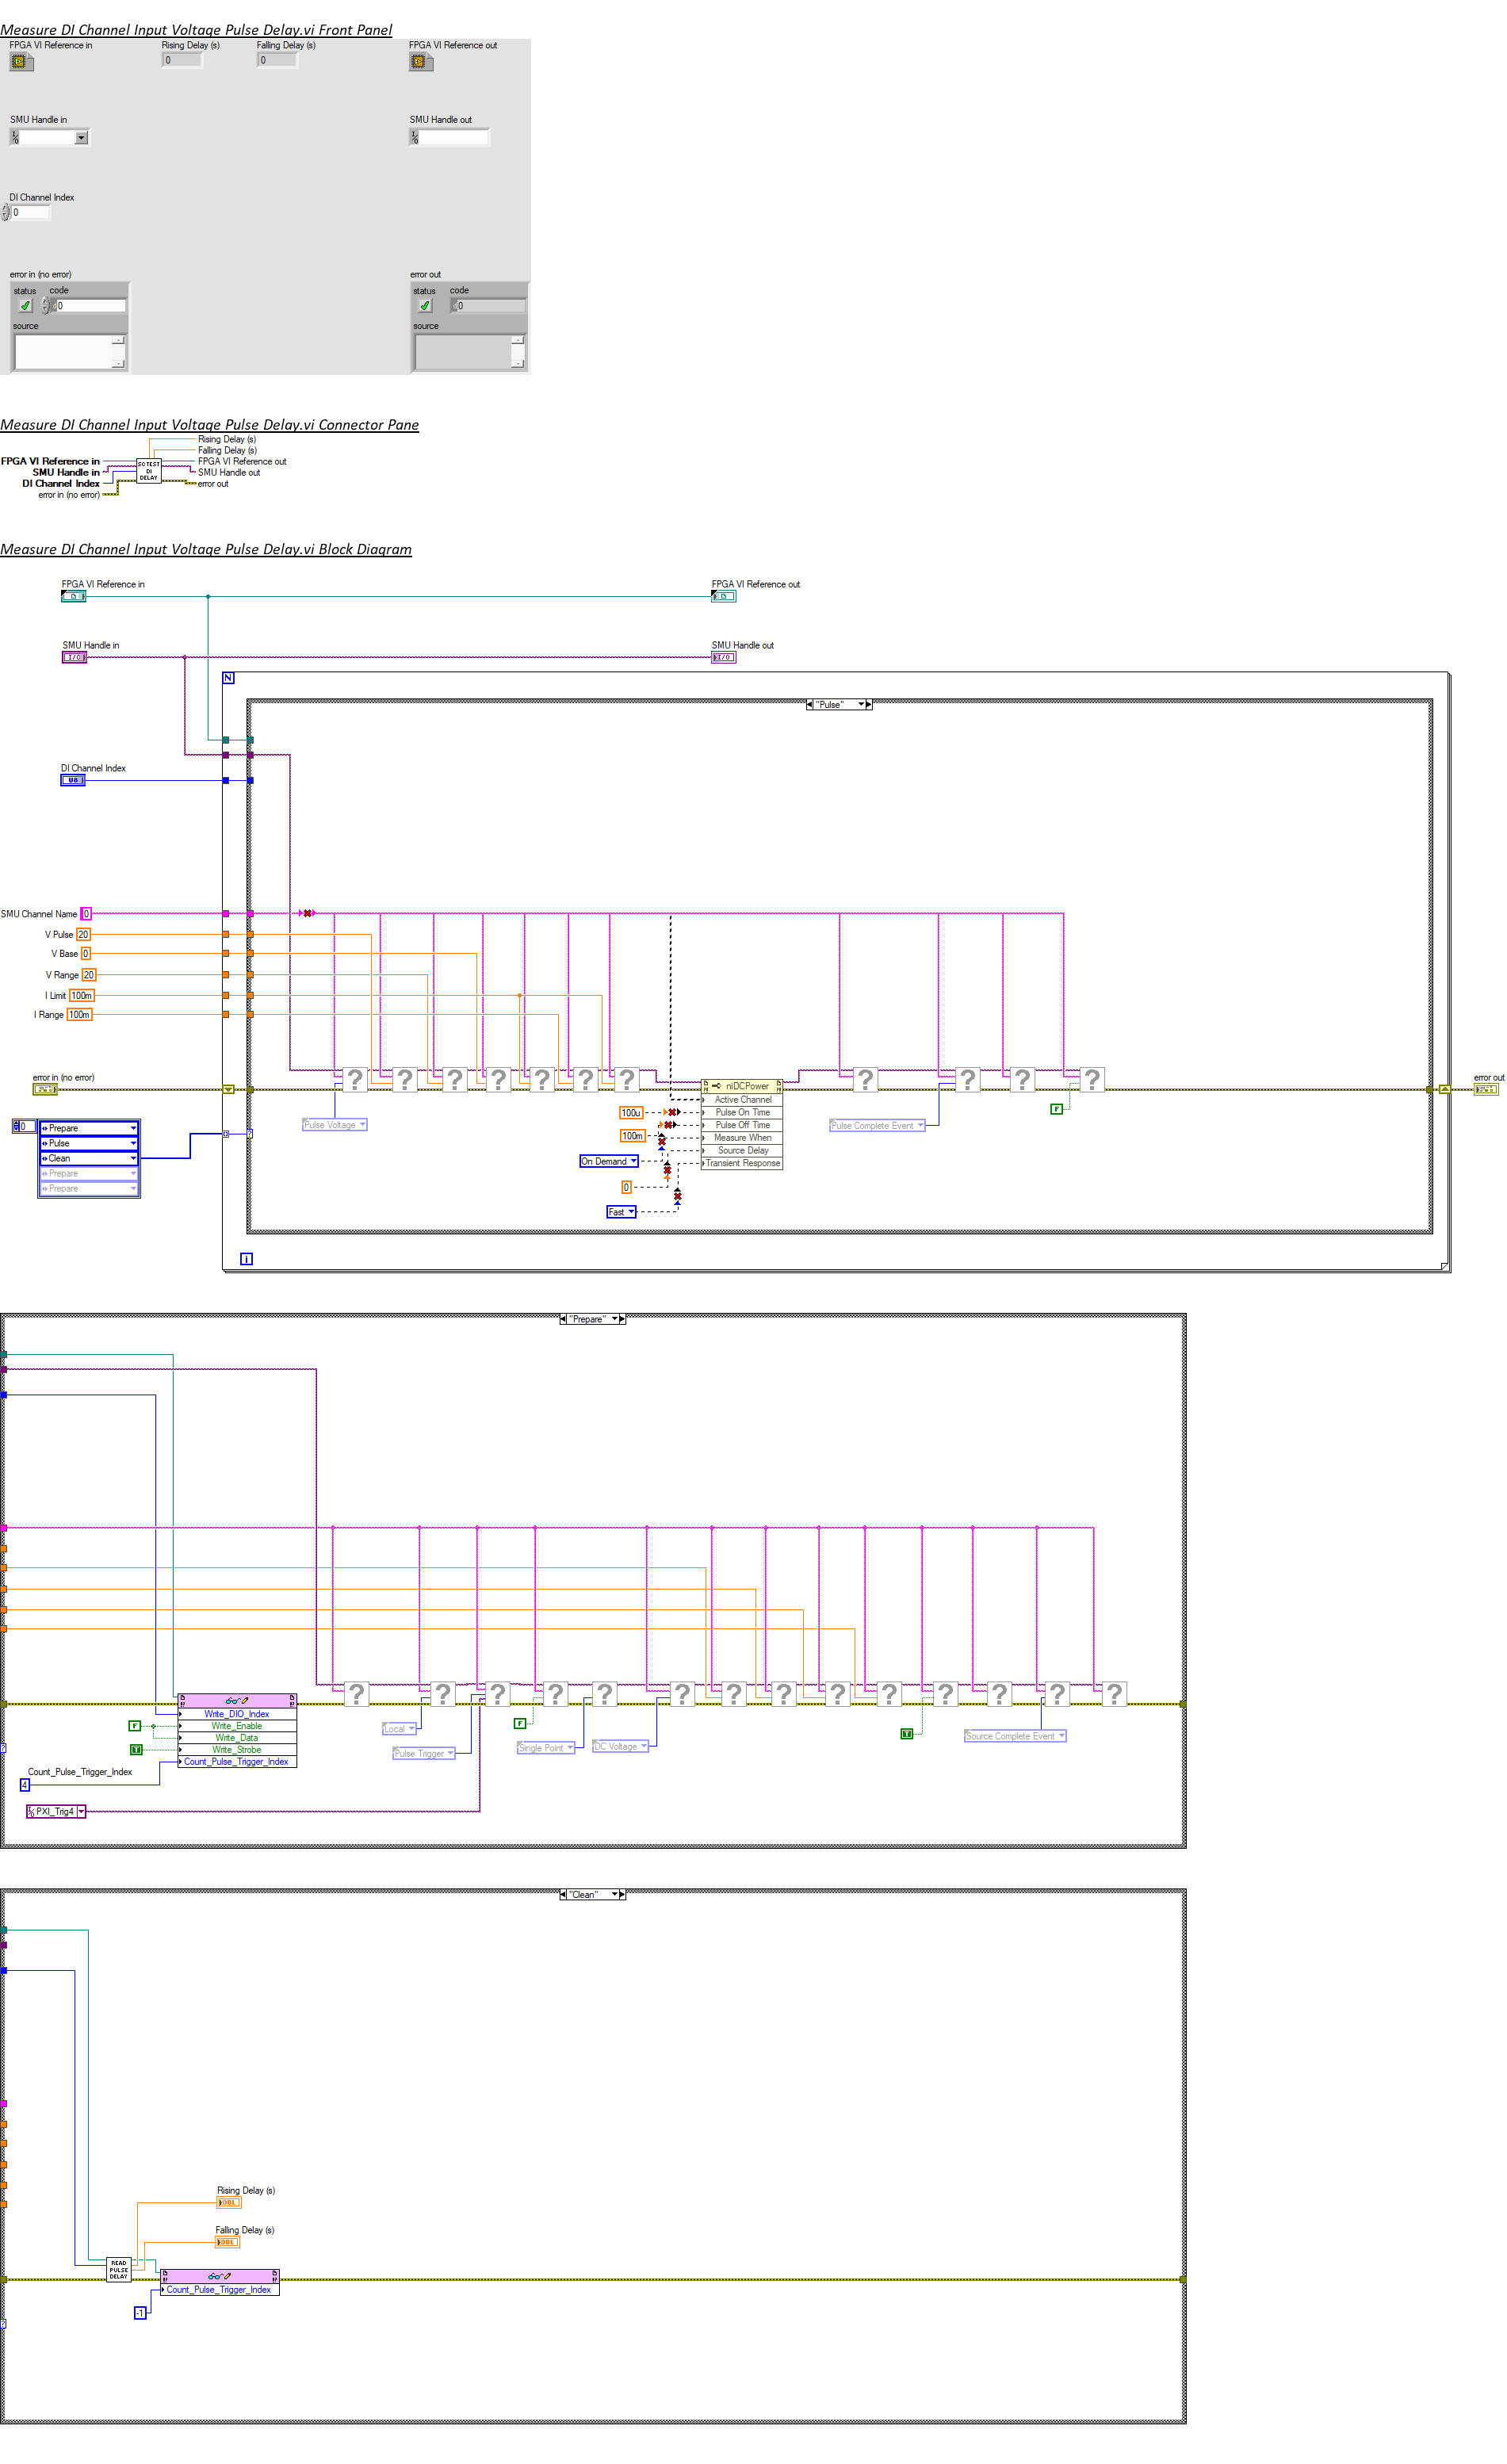 Measure DI Channel Input Voltage Pulse Delay.vi Front Panel
FPGA VI Reference in
Rising Delay (s)
Falling Delay (s)
FPGA VI Reference out
0
0
SMU Handle in
SMU Handle out
DI Channel Index
0
error in (no error)
error out
status code
status code
0
0
source
source
Measure DI Channel Input Voltage Pulse Delay.vi Connector Pane
Rising Delay (s)
Falling Delay (s)
FPGA VI Reference in
FPGA VI Reference out
SMU Handle in
SMU Handle out
DI Channel Index
error out
error in (no error)
SC TEST
DI
DELAY
Measure DI Channel Input Voltage Pulse Delay.vi Block Diagram
FPGA VI Reference in
FPGA VI Reference out
SMU Handle in
SMU Handle out
I/O
I/O
N
"Pulse"
DI Channel Index
U8
SMU Channel Name 0
V Pulse 20
V Base 0
V Range 20
I Limit 100m
I Range 100m
error in (no error)
error out
? ? ? ? ? ? ?
? ? ? ?
niDCPower
Active Channel
Pulse On Time
Pulse Off Time
Measure When
Source Delay
Transient Response
100u
100m
On Demand
0
Fast
Pulse Voltage
Pulse Complete Event
F
0
Prepare
Pulse
Clean
Prepare
Prepare
i
"Prepare"
? ? ? ? ? ? ? ? ? ? ? ? ? ?
Write_DIO_Index
Write_Enable
Write_Data
Write_Strobe
Count_Pulse_Trigger_Index
F
T
Count_Pulse_Trigger_Index
4
PXI_Trig4
Local
Pulse Trigger
F
Single Point
DC Voltage
T
Source Complete Event
"Clean"
Rising Delay (s)
DBL
Falling Delay (s)
DBL
READ
PULSE
DELAY
Count_Pulse_Trigger_Index
-1